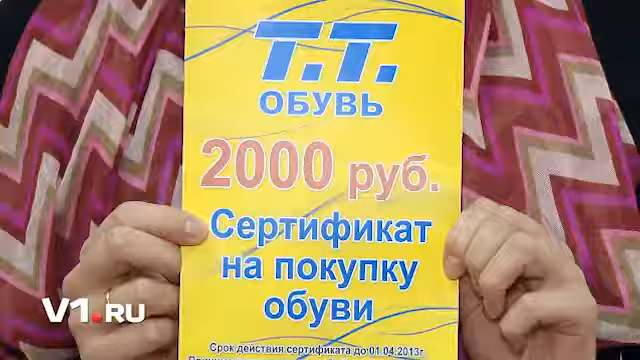 Т.Т.
ОБУВЬ
2000 руб.
Сертификат
на покупку
обуви
Срок действия сертификата до 01.04.2013г
V1.RU